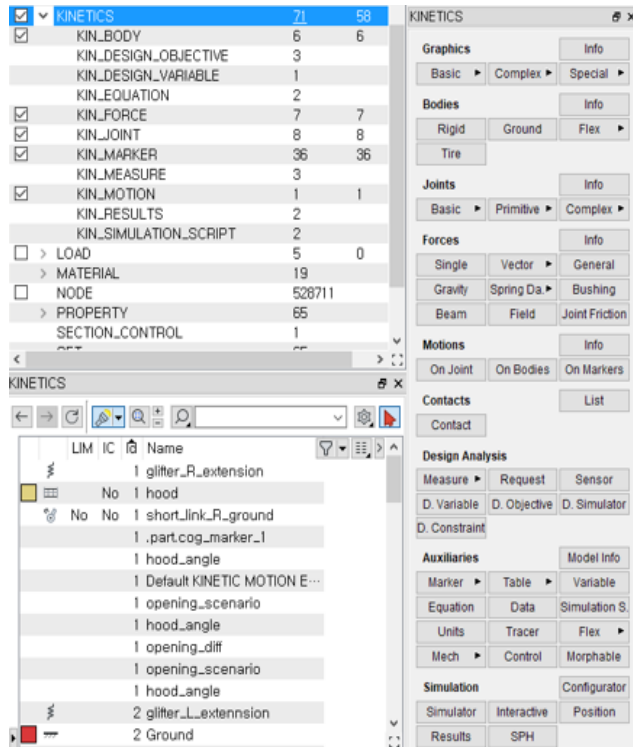 KINETICS 71 58
KIN_BODY 6 6
KIN_DESIGN_OBJECTIVE 3
KIN_DESIGN_VARIABLE 1
KIN_EQUATION 2
KIN_FORCE 7 7
KIN_JOINT 8 8
KIN_MARKER 36 36
KIN_MEASURE 3
KIN_MOTION 1 1
KIN_RESULTS 2
KIN_SIMULATION_SCRIPT 2
LOAD 5 0
MATERIAL 19
NODE 528711
PROPERTY 65
SECTION_CONTROL 1
KINETICS
LIM IC Name
1 glifter_R_extension
No 1 hood
No No 1 short_link_R_ground
1 .part.cog_marker_1
1 hood_angle
1 Default KINETIC MOTION E···
1 opening_scenario
1 hood_angle
1 opening_diff
1 opening_scenario
1 hood_angle
2 glifter_L_extennsion
2 Ground
KINETICS
Graphics Info
Basic Complex Special
Bodies Info
Rigid Ground Flex
Tire
Joints Info
Basic Primitive Complex
Forces Info
Single Vector General
Gravity Spring Da. Bushing
Beam Field Joint Friction
Motions Info
On Joint On Bodies On Markers
Contacts List
Contact
Design Analysis
Measure Request Sensor
D. Variable D. Objective D. Simulator
D. Constraint
Auxiliaries Model Info
Marker Table Variable
Equation Data Simulation S.
Units Tracer Flex
Mech Control Morphable
Simulation Configurator
Simulator Interactive Position
Results SPH